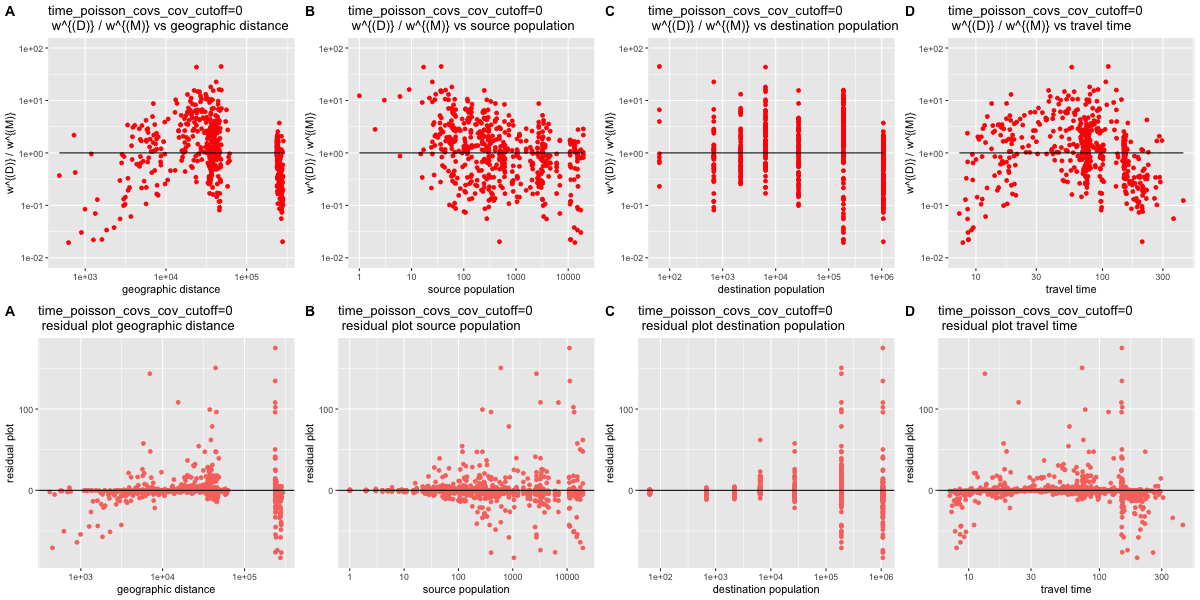 A
time_poisson_covs_cov_cutoff=0
w^{(D)} / w^{(M)} vs geographic distance
w^{(D)} / w^{(M)}
1e+02
1e+01
1e+00
1e-01
1e-02
1e+03 1e+04 1e+05
geographic distance
B
time_poisson_covs_cov_cutoff=0
w^{(D)} / w^{(M)} vs source population
w^{(D)} / w^{(M)}
1e+02
1e+01
1e+00
1e-01
1e-02
1 10 100 1000 10000
source population
C
time_poisson_covs_cov_cutoff=0
w^{(D)} / w^{(M)} vs destination population
w^{(D)} / w^{(M)}
1e+02
1e+01
1e+00
1e-01
1e-02
1e+02 1e+03 1e+04 1e+05 1e+06
destination population
D
time_poisson_covs_cov_cutoff=0
w^{(D)} / w^{(M)} vs travel time
w^{(D)} / w^{(M)}
1e+02
1e+01
1e+00
1e-01
1e-02
10 30 100 300
travel time
A
time_poisson_covs_cov_cutoff=0
residual plot geographic distance
residual plot
100
0
1e+03 1e+04 1e+05
geographic distance
B
time_poisson_covs_cov_cutoff=0
residual plot source population
residual plot
100
0
1 10 100 1000 10000
source population
C
time_poisson_covs_cov_cutoff=0
residual plot destination population
residual plot
100
0
1e+02 1e+03 1e+04 1e+05 1e+06
destination population
D
time_poisson_covs_cov_cutoff=0
residual plot travel time
residual plot
100
0
10 30 100 300
travel time